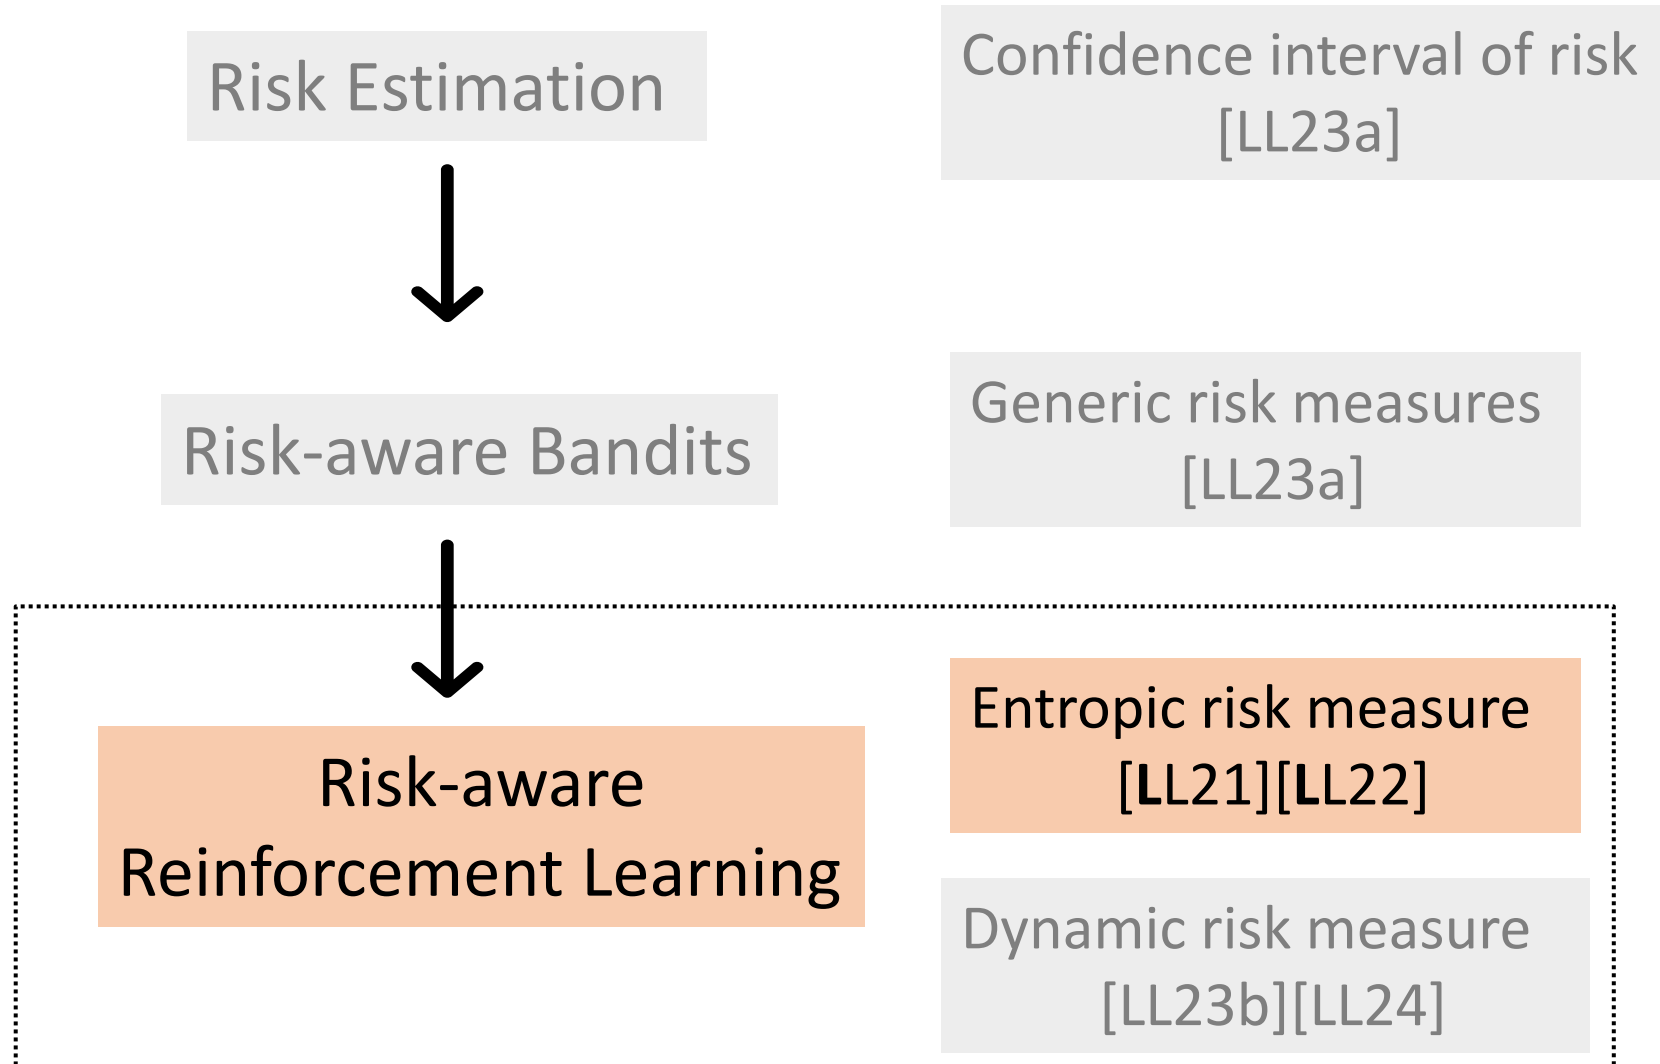 Risk Estimation
Confidence interval of risk
[LL23a]
Risk-aware Bandits
Generic risk measures
[LL23a]
Risk-aware
Reinforcement Learning
Entropic risk measure
[LL21][LL22]
Dynamic risk measure
[LL23b][LL24]